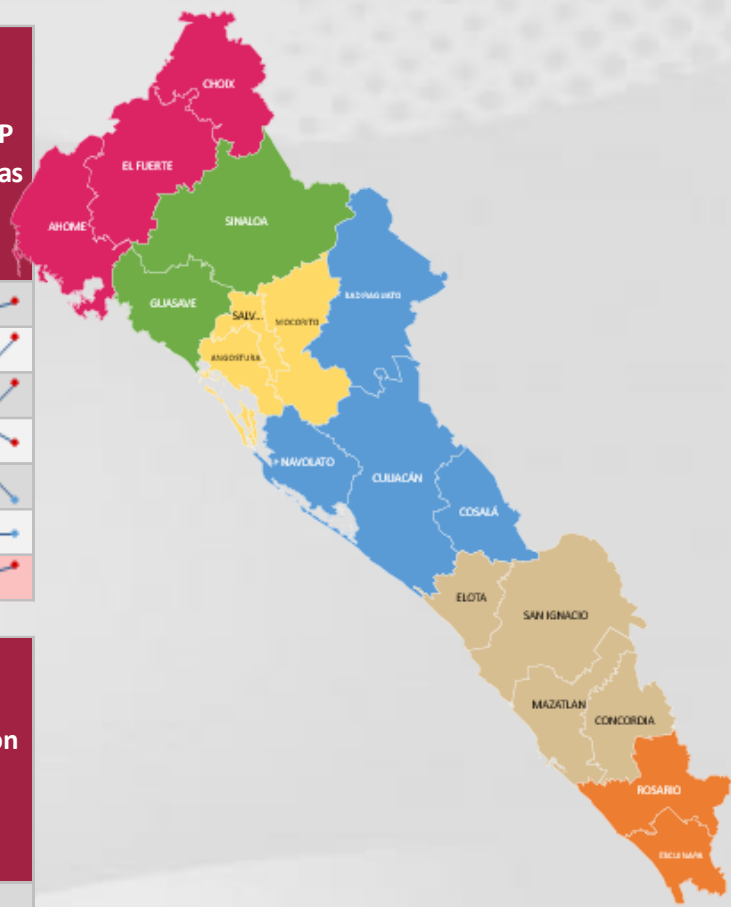 P
as
on
CHOIX
EL FUERTE
AHOME
SINALOA
GUASAVE
SALV...
MOCORITO
BADIRAGUATO
ANGOSTURA
NAVOLATO
CULIACÁN
COSALÁ
ELOTA
SAN IGNACIO
MAZATLAN
CONCORDIA
ROSARIO
ESCUINAPA